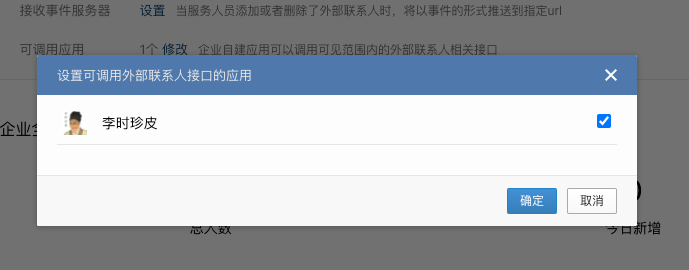 接收事件服务器 设置 当服务人员添加或者删除了外部联系人时，将以事件的形式推送到指定url
可调用应用 1个 修改 企业自建应用可以调用可见范围内的外部联系人相关接口
设置可调用外部联系人接口的应用
李时珍皮
企业全
确定 取消
总人数 今日新增